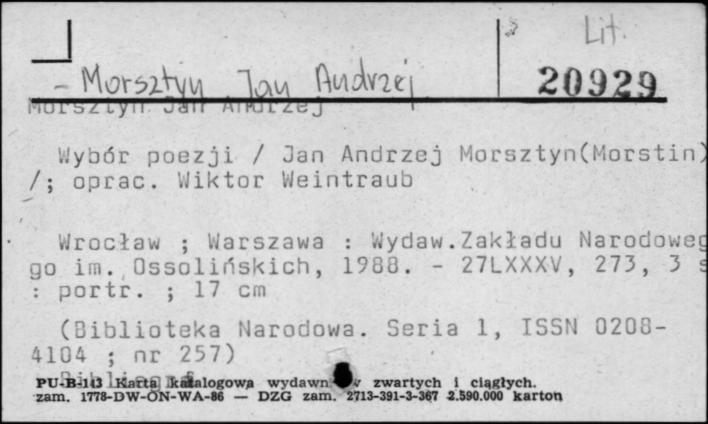 Lit.
- Morsztyn Jan Andrzej
20929
Morsztyn Jan Andrzej
Wybór poezji / Jan Andrzej Morsztyn(Morstin)
/; oprac. Wiktor Weintraub
Wrocław ; Warszawa : Wydaw.Zakładu Narodoweg
go im. Ossolińskich, 1988. - 27LXXXV, 273, 3 s
: portr. ; 17 cm
(Biblioteka Narodowa. Seria 1, ISSN 0208-
4104 ; nr 257)
PU-B-143 Karta katalogowa wydawn zwartych i ciągłych.
zam. 1778-DW-ON-WA-86 — DZG zam. 2713-391-3-367 2.590.000 karton